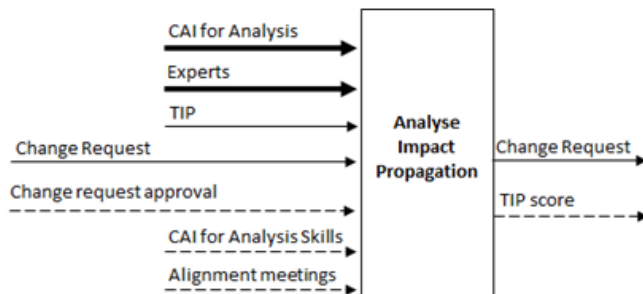 CAI for Analysis
Experts
TIP
Change Request
Change request approval
CAI for Analysis Skills
Alignment meetings
Analyse
Impact
Propagation
Change Request
TIP score